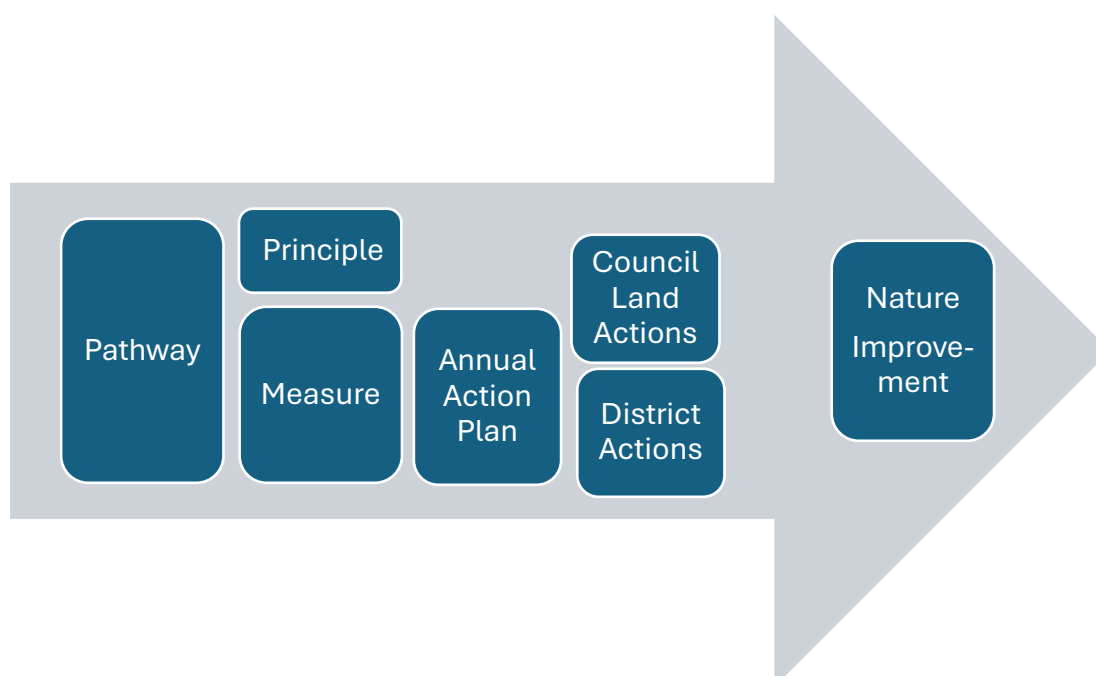 Pathway
Principle
Measure
Annual
Action
Plan
Council
Land
Actions
District
Actions
Nature
Improve-
ment